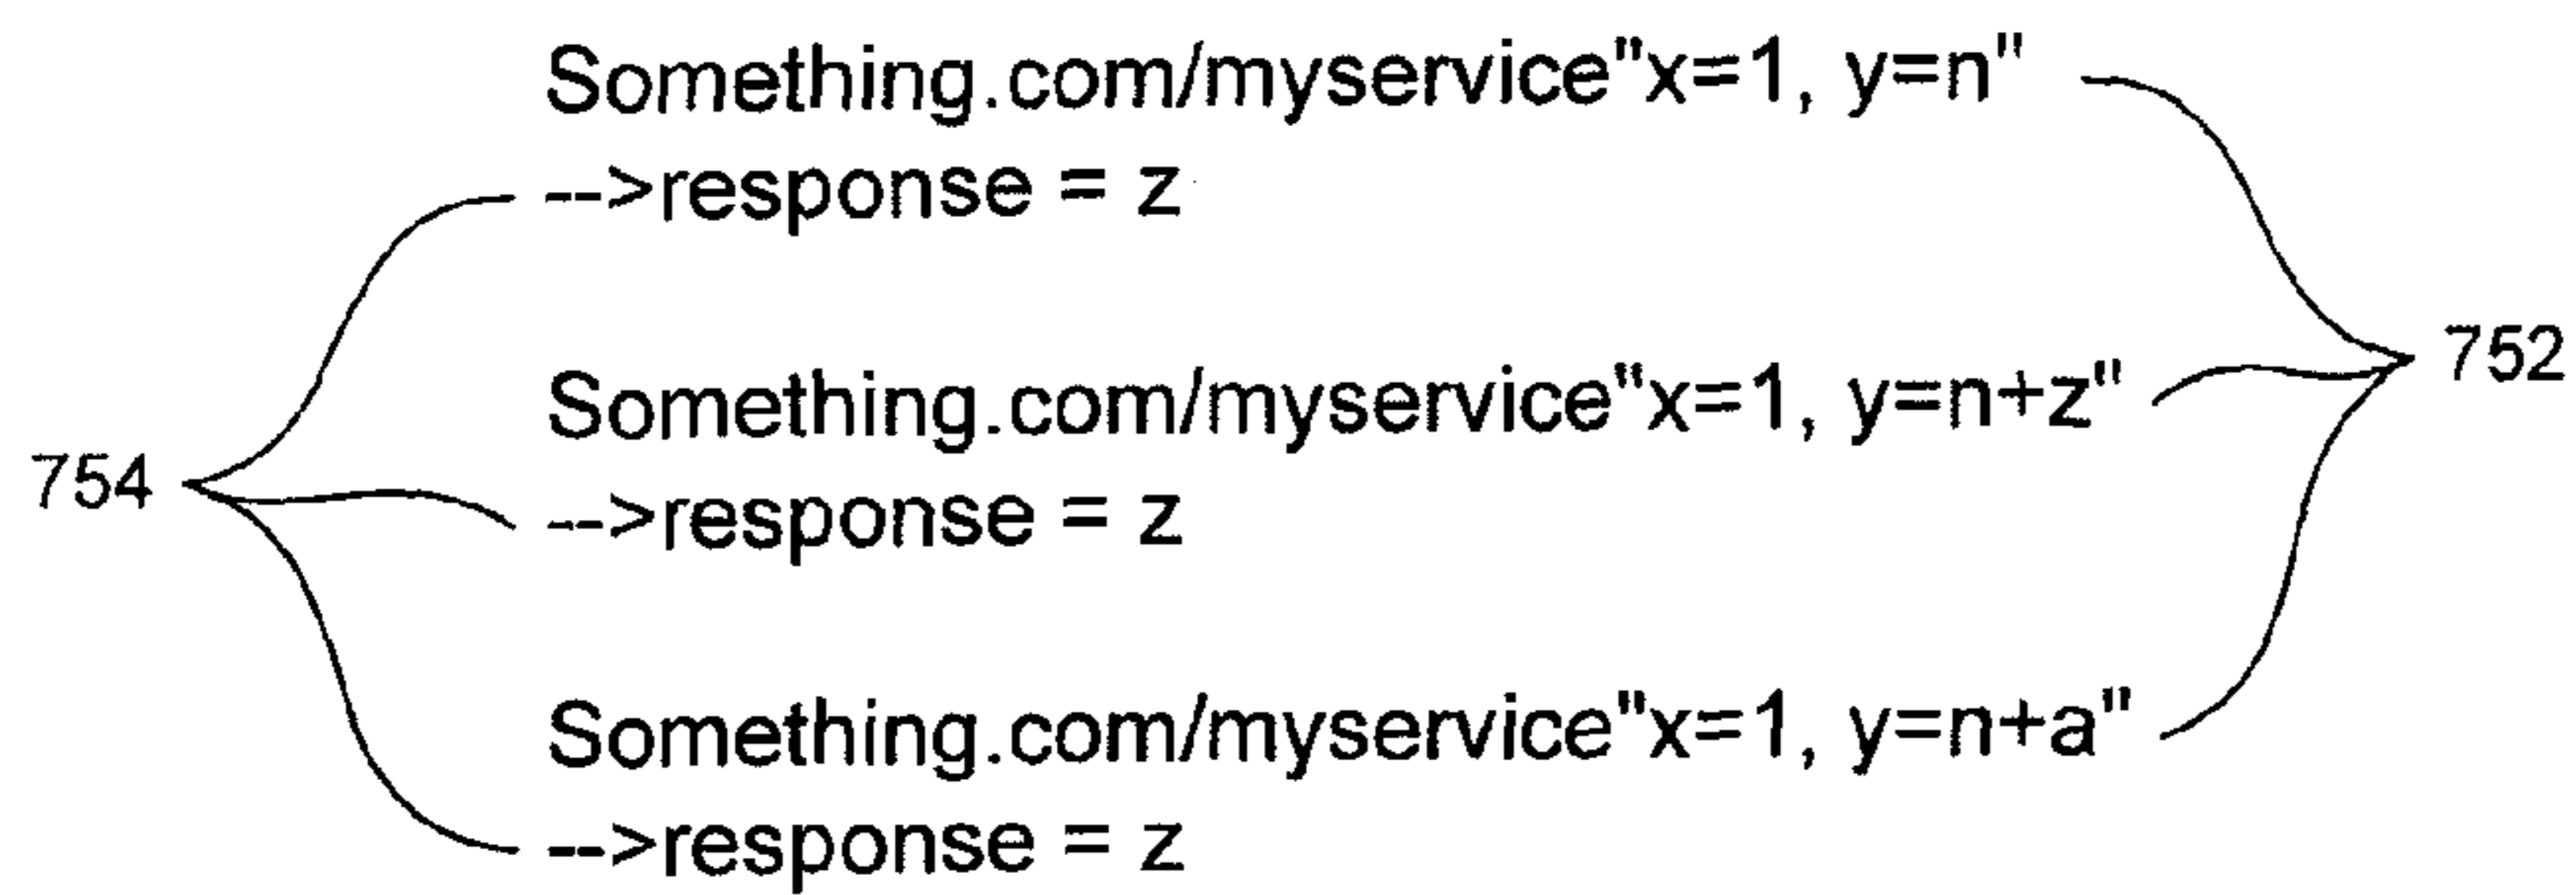 Something.com/myservice"x=1, y=n"
-->response = z
752
Something.com/myservice"x=1, y=n+z"
754
-->response = z
Something.com/myservice"x=1, y=n+a"
-->response = z